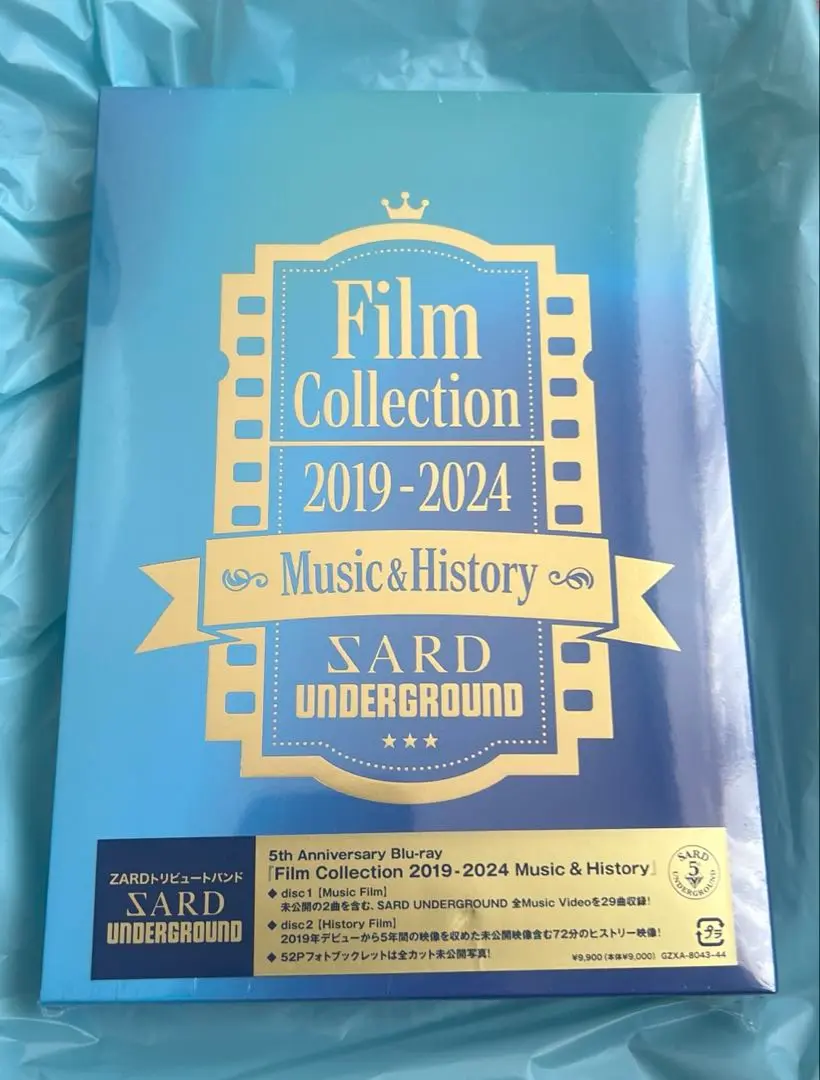 Film
Collection
2019-2024
Music&History
SARD
UNDERGROUND
ZARDトリビュートバンド
SARD
UNDERGROUND
5th Anniversary Blu-ray
『Film Collection 2019-2024 Music & History』
◆ disc1【Music Film】
未公開の2曲を含む、SARD UNDERGROUND 全Music Videoを29曲収録!
◆ disc2【History Film】
2019年デビューから5年間の映像を収めた未公開映像含む72分のヒストリー映像!
◆ 52Pフォトブックレットは全カット未公開写真!
¥9,900(本体¥9,000) GZXA-8043-44
SARD
5th
UNDERGROUND
プラ